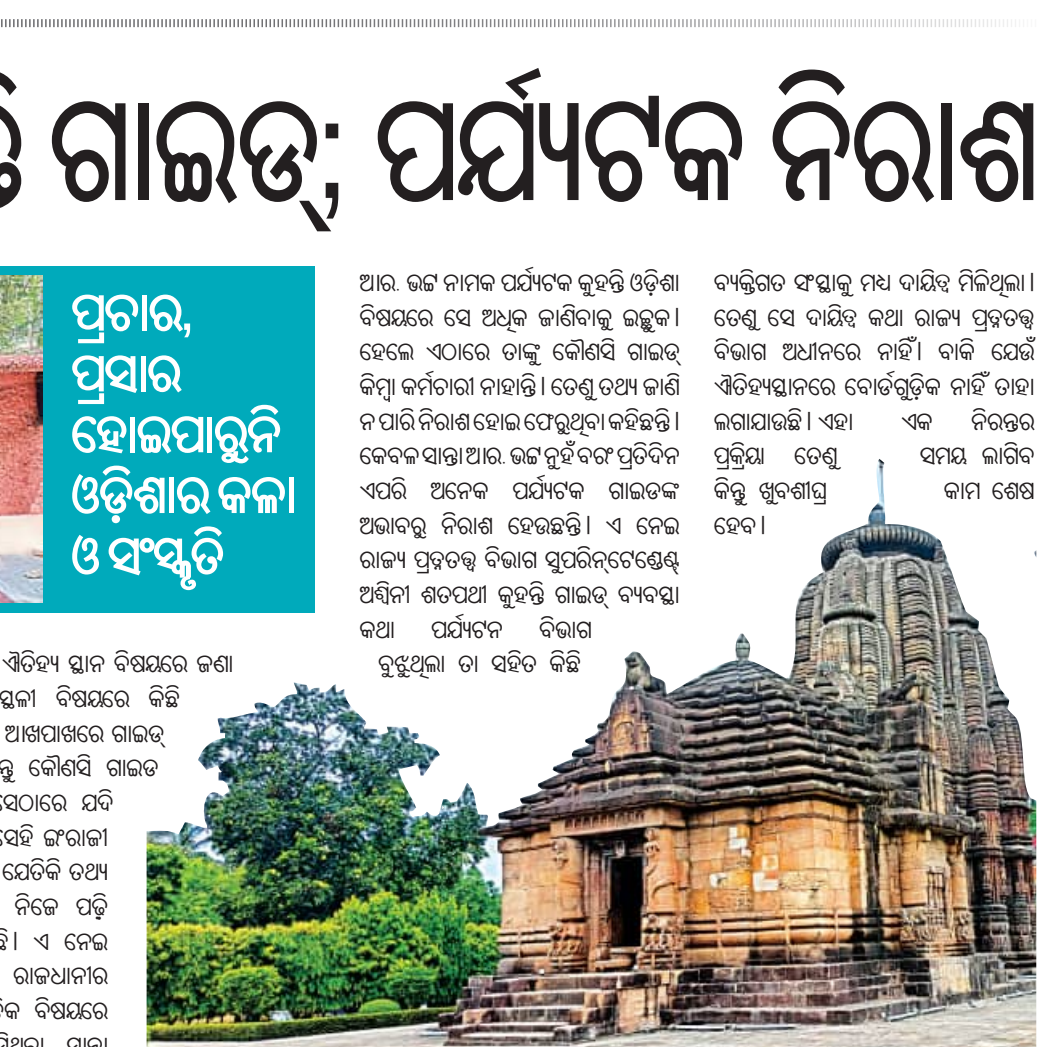 ଗାଇଡ୍; ପର୍ଯ୍ୟଟକ ନିରାଶ
ପ୍ରଚାର,
ପ୍ରସାର
ହୋଇପାରୁନି
ଓଡ଼ିଶାର କଳା
ଓ ସଂସ୍କୃତି
ଐତିହ୍ୟ ସ୍ଥାନ ବିଷୟରେ ଜଣା
ବିଷୟରେ କିଛି
ଆଖପାଖରେ ଗାଇଡ୍
କୌଣସି ଗାଇଡ
ସେଠାରେ ଯଦି
ସେହି ଇଂରାଜୀ
ଯେତିକି ତଥ୍ୟ
ନିଜେ ପଢ଼ି
ଏ ନେଇ
ରାଜଧାନୀର
ବିଷୟରେ
ଆର. ଭଟ୍ଟ ନାମକ ପର୍ଯ୍ୟଟକ କୁହନ୍ତି ଓଡ଼ିଶା
ବିଷୟରେ ସେ ଅଧିକ ଜାଣିବାକୁ ଇଚ୍ଛୁକ।
ହେଲେ ଏଠାରେ ତାଙ୍କୁ କୌଣସି ଗାଇଡ୍
କିମ୍ବା କର୍ମଚାରୀ ନାହାନ୍ତି। ତେଣୁ ତଥ୍ୟ ଜାଣି
ନ ପାରି ନିରାଶ ହୋଇ ଫେରୁଥିବା କହିଛନ୍ତି।
କେବଳ ସାନ୍ତା ଆର. ଭଟ୍ଟ ନୁହଁ ବରଂ ପ୍ରତିଦିନ
ଏପରି ଅନେକ ପର୍ଯ୍ୟଟକ ଗାଇଡଙ୍କ
ଅଭାବରୁ ନିରାଶ ହେଉଛନ୍ତି। ଏ ନେଇ
ରାଜ୍ୟ ପ୍ରତ୍ନତତ୍ତ୍ୱ ବିଭାଗ ସୁପରିନ୍‌ଟେଣ୍ଡେଣ୍ଟ
ଅଶ୍ୱିନୀ ଶତପଥୀ କୁହନ୍ତି ଗାଇଡ୍ ବ୍ୟବସ୍ଥା
କଥା ପର୍ଯ୍ୟଟନ ବିଭାଗ
ବୁଝୁଥିଲା ତା ସହିତ କିଛି
ବ୍ୟକ୍ତିଗତ ସଂସ୍ଥାକୁ ମଧ୍ୟ ଦାୟିତ୍ୱ ମିଳିଥିଲା।
ତେଣୁ ସେ ଦାୟିତ୍ୱ କଥା ରାଜ୍ୟ ପ୍ରତ୍ନତତ୍ତ୍ୱ
ବିଭାଗ ଅଧୀନରେ ନାହିଁ। ବାକି ଯେଉଁ
ଐତିହ୍ୟସ୍ଥାନରେ ବୋର୍ଡଗୁଡ଼ିକ ନାହିଁ ତାହା
ଲଗାଯାଉଛି। ଏହା ଏକ ନିରନ୍ତର
ପ୍ରକ୍ରିୟା ତେଣୁ ସମୟ ଲାଗିବ
କିନ୍ତୁ ଖୁବଶୀଘ୍ର କାମ ଶେଷ
ହେବ।